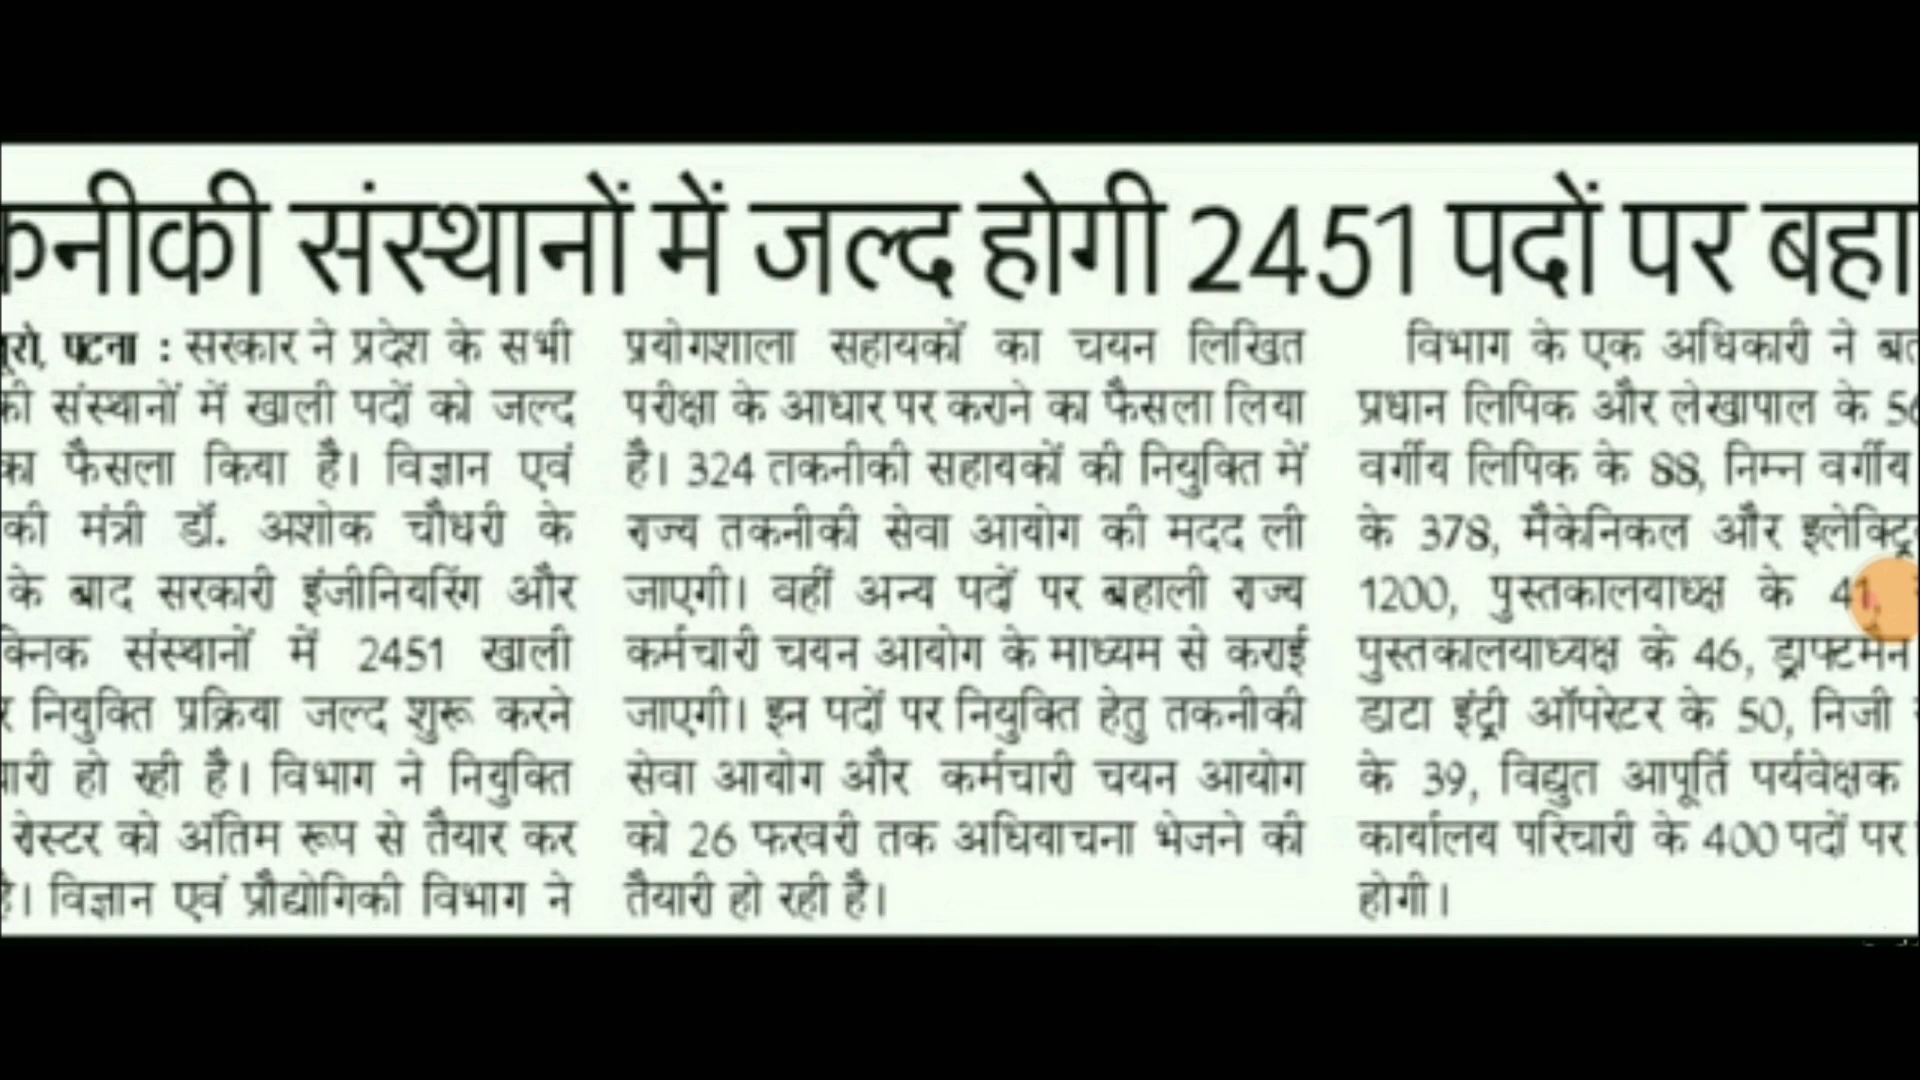 कनीकी संस्थानों में जल्द होगी 2451 पदों पर बहा
पटना : सरकार ने प्रदेश के सभी
की संस्थानों में खाली पदों को जल्द
का फैसला किया है। विज्ञान एवं
की मंत्री डॉ. अशोक चौधरी के
के बाद सरकारी इंजीनियरिंग और
क्निक संस्थानों में 2451 खाली
र नियुक्ति प्रक्रिया जल्द शुरू करने
ारी हो रही है। विभाग ने नियुक्ति
रोस्टर को अंतिम रूप से तैयार कर
है। विज्ञान एवं प्रौद्योगिकी विभाग ने
प्रयोगशाला सहायकों का चयन लिखित
परीक्षा के आधार पर कराने का फैसला लिया
है। 324 तकनीकी सहायकों की नियुक्ति में
राज्य तकनीकी सेवा आयोग की मदद ली
जाएगी। वहीं अन्य पदों पर बहाली राज्य
कर्मचारी चयन आयोग के माध्यम से कराई
जाएगी। इन पदों पर नियुक्ति हेतु तकनीकी
सेवा आयोग और कर्मचारी चयन आयोग
को 26 फरवरी तक अधियाचना भेजने की
तैयारी हो रही है।
विभाग के एक अधिकारी ने बत
प्रधान लिपिक और लेखापाल के 56
वर्गीय लिपिक के 88, निम्न वर्गीय
के 378, मैकेनिकल और इलेक्ट्रि
1200, पुस्तकालयाध्क्ष के 41,
पुस्तकालयाध्यक्ष के 46, ड्राफ्टमैन
डाटा इंट्री ऑपरेटर के 50, निजी
के 39, विद्युत आपूर्ति पर्यवेक्षक
कार्यालय परिचारी के 400 पदों पर
होगी।